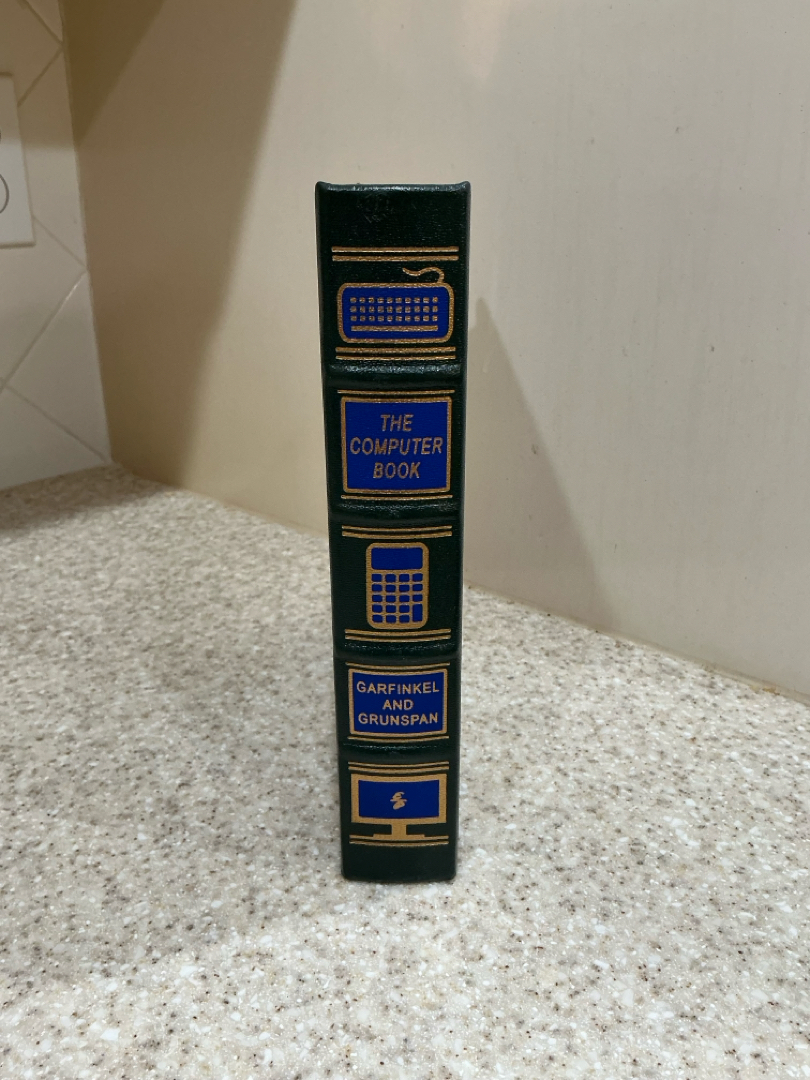 THE
COMPUTER
BOOK
GARFINKEL
AND
GRUNSPAN